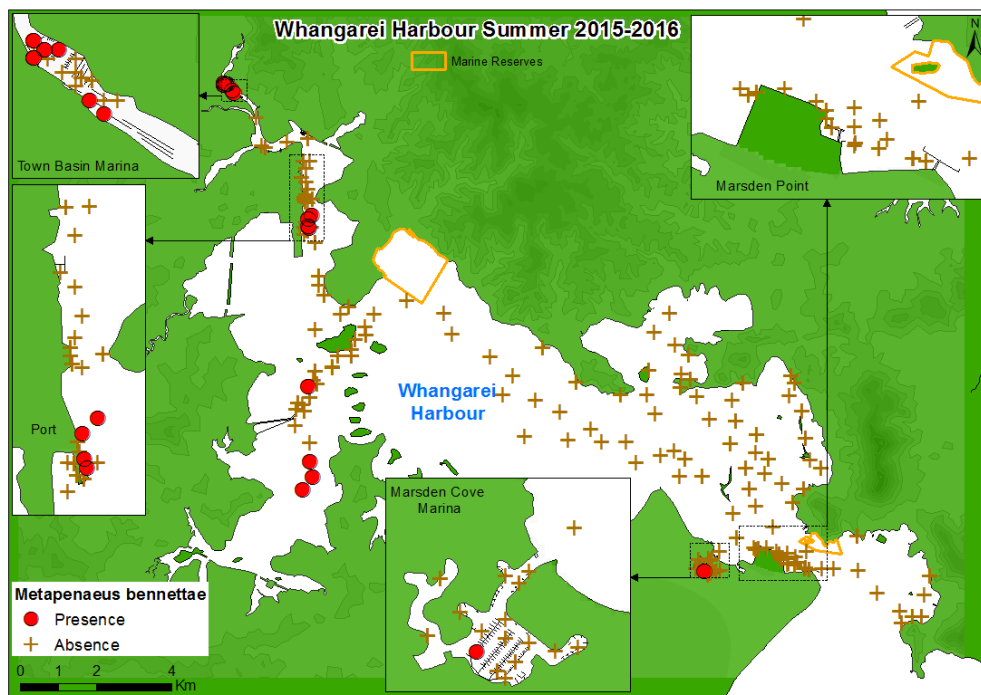 Whangarei Harbour Summer 2015-2016
Marine Reserves
N
Town Basin Marina
Marsden Point
Port
Whangarei
Harbour
Marsden Cove
Marina
Metapenaeus bennettae
Presence
Absence
0 2 4
Km